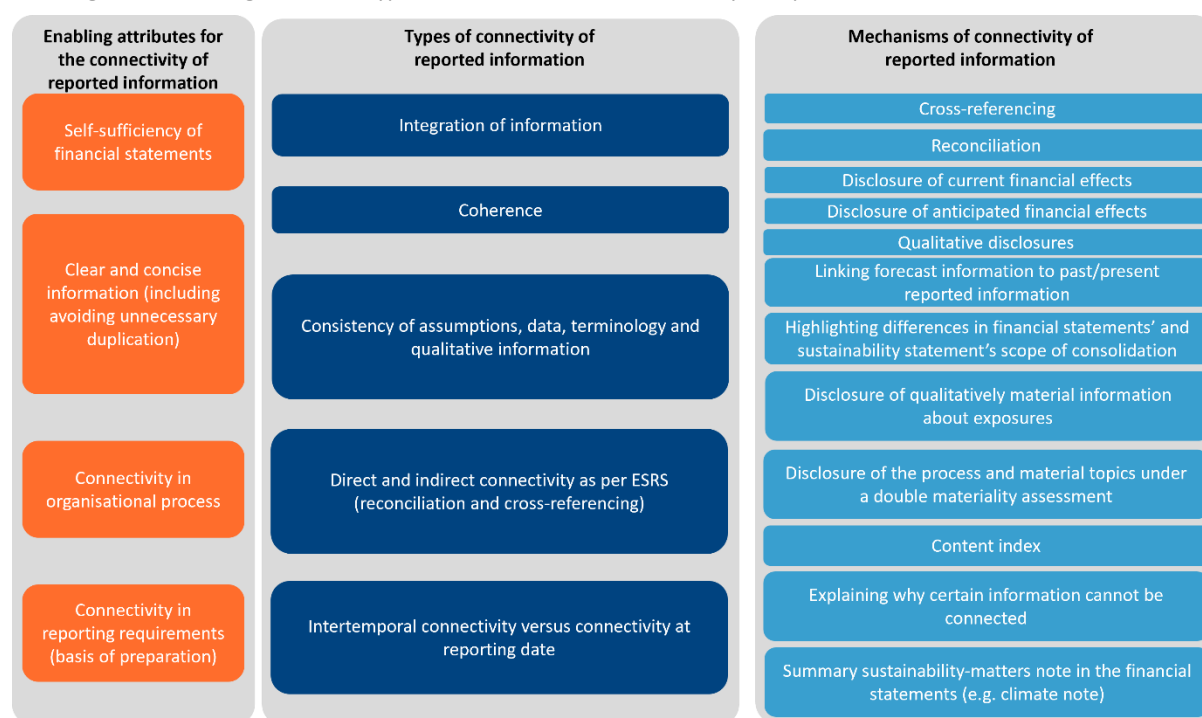 Enabling attributes for
the connectivity of
reported information
Self-sufficiency of
financial statements
Clear and concise
information (including
avoiding unnecessary
duplication)
Connectivity in
organisational process
Connectivity in
reporting requirements
(basis of preparation)
Types of connectivity of
reported information
Integration of information
Coherence
Consistency of assumptions, data, terminology and
qualitative information
Direct and indirect connectivity as per ESRS
(reconciliation and cross-referencing)
Intertemporal connectivity versus connectivity at
reporting date
Mechanisms of connectivity of
reported information
Cross-referencing
Reconciliation
Disclosure of current financial effects
Disclosure of anticipated financial effects
Qualitative disclosures
Linking forecast information to past/present
reported information
Highlighting differences in financial statements’ and
sustainability statement’s scope of consolidation
Disclosure of qualitatively material information
about exposures
Disclosure of the process and material topics under
a double materiality assessment
Content index
Explaining why certain information cannot be
connected
Summary sustainability-matters note in the financial
statements (e.g. climate note)